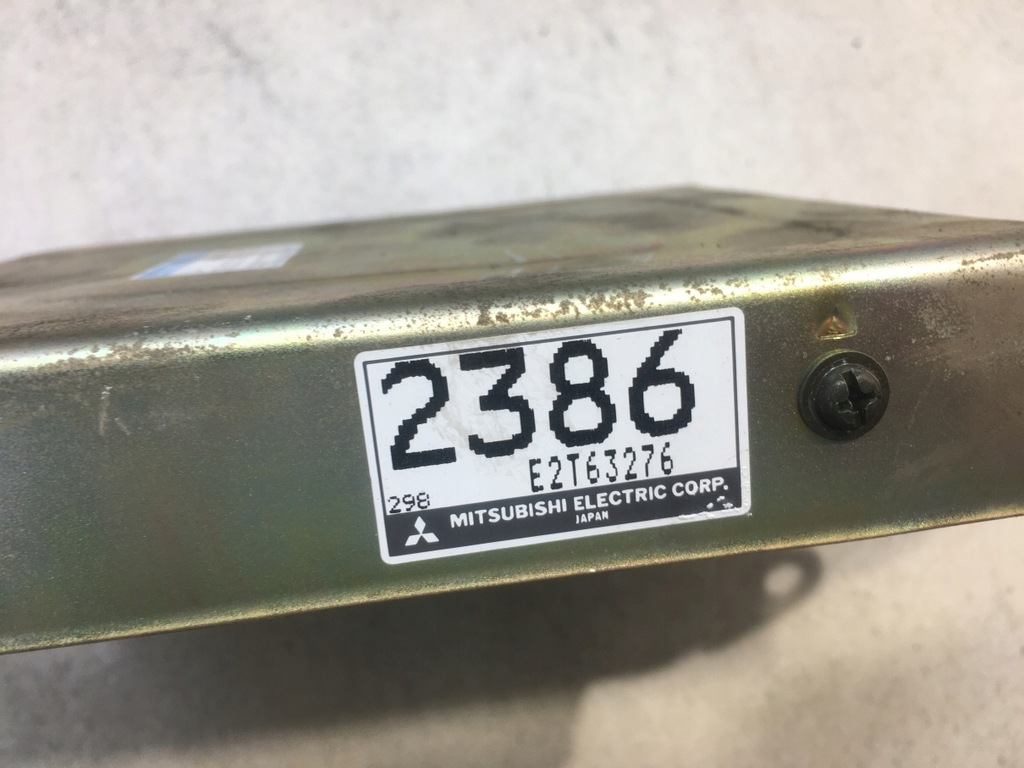 2386
E2T63276
298
MITSUBISHI ELECTRIC CORP.
JAPAN